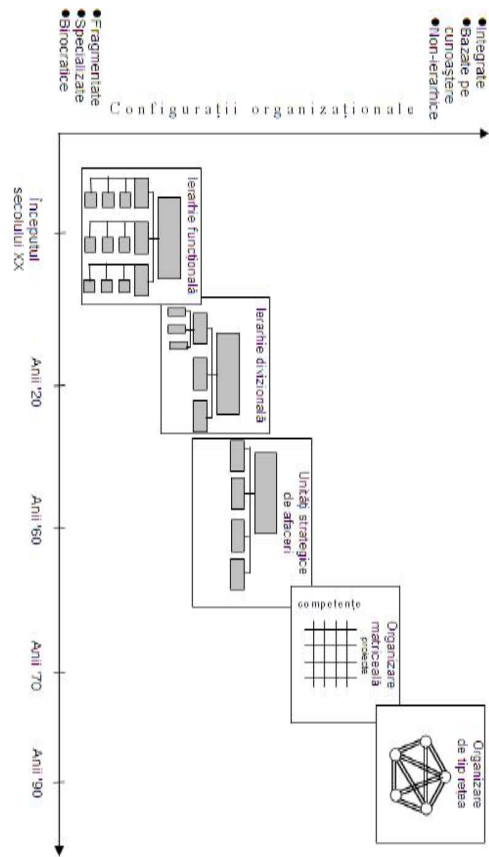 ●Integrate
●Bazate pe
cunoaștere
●Non-ierarhice
Configurații organizaționale
●Fragmentate
●Specializate
●Birocratice
Ierarhie funcțională
Ierarhie divizională
Unități strategice
de afaceri
Organizare
matriceală
proiecte
competențe
Organizare
de tip rețea
Începutul
secolului XX
Anii '20
Anii '60
Anii '70
Anii '90